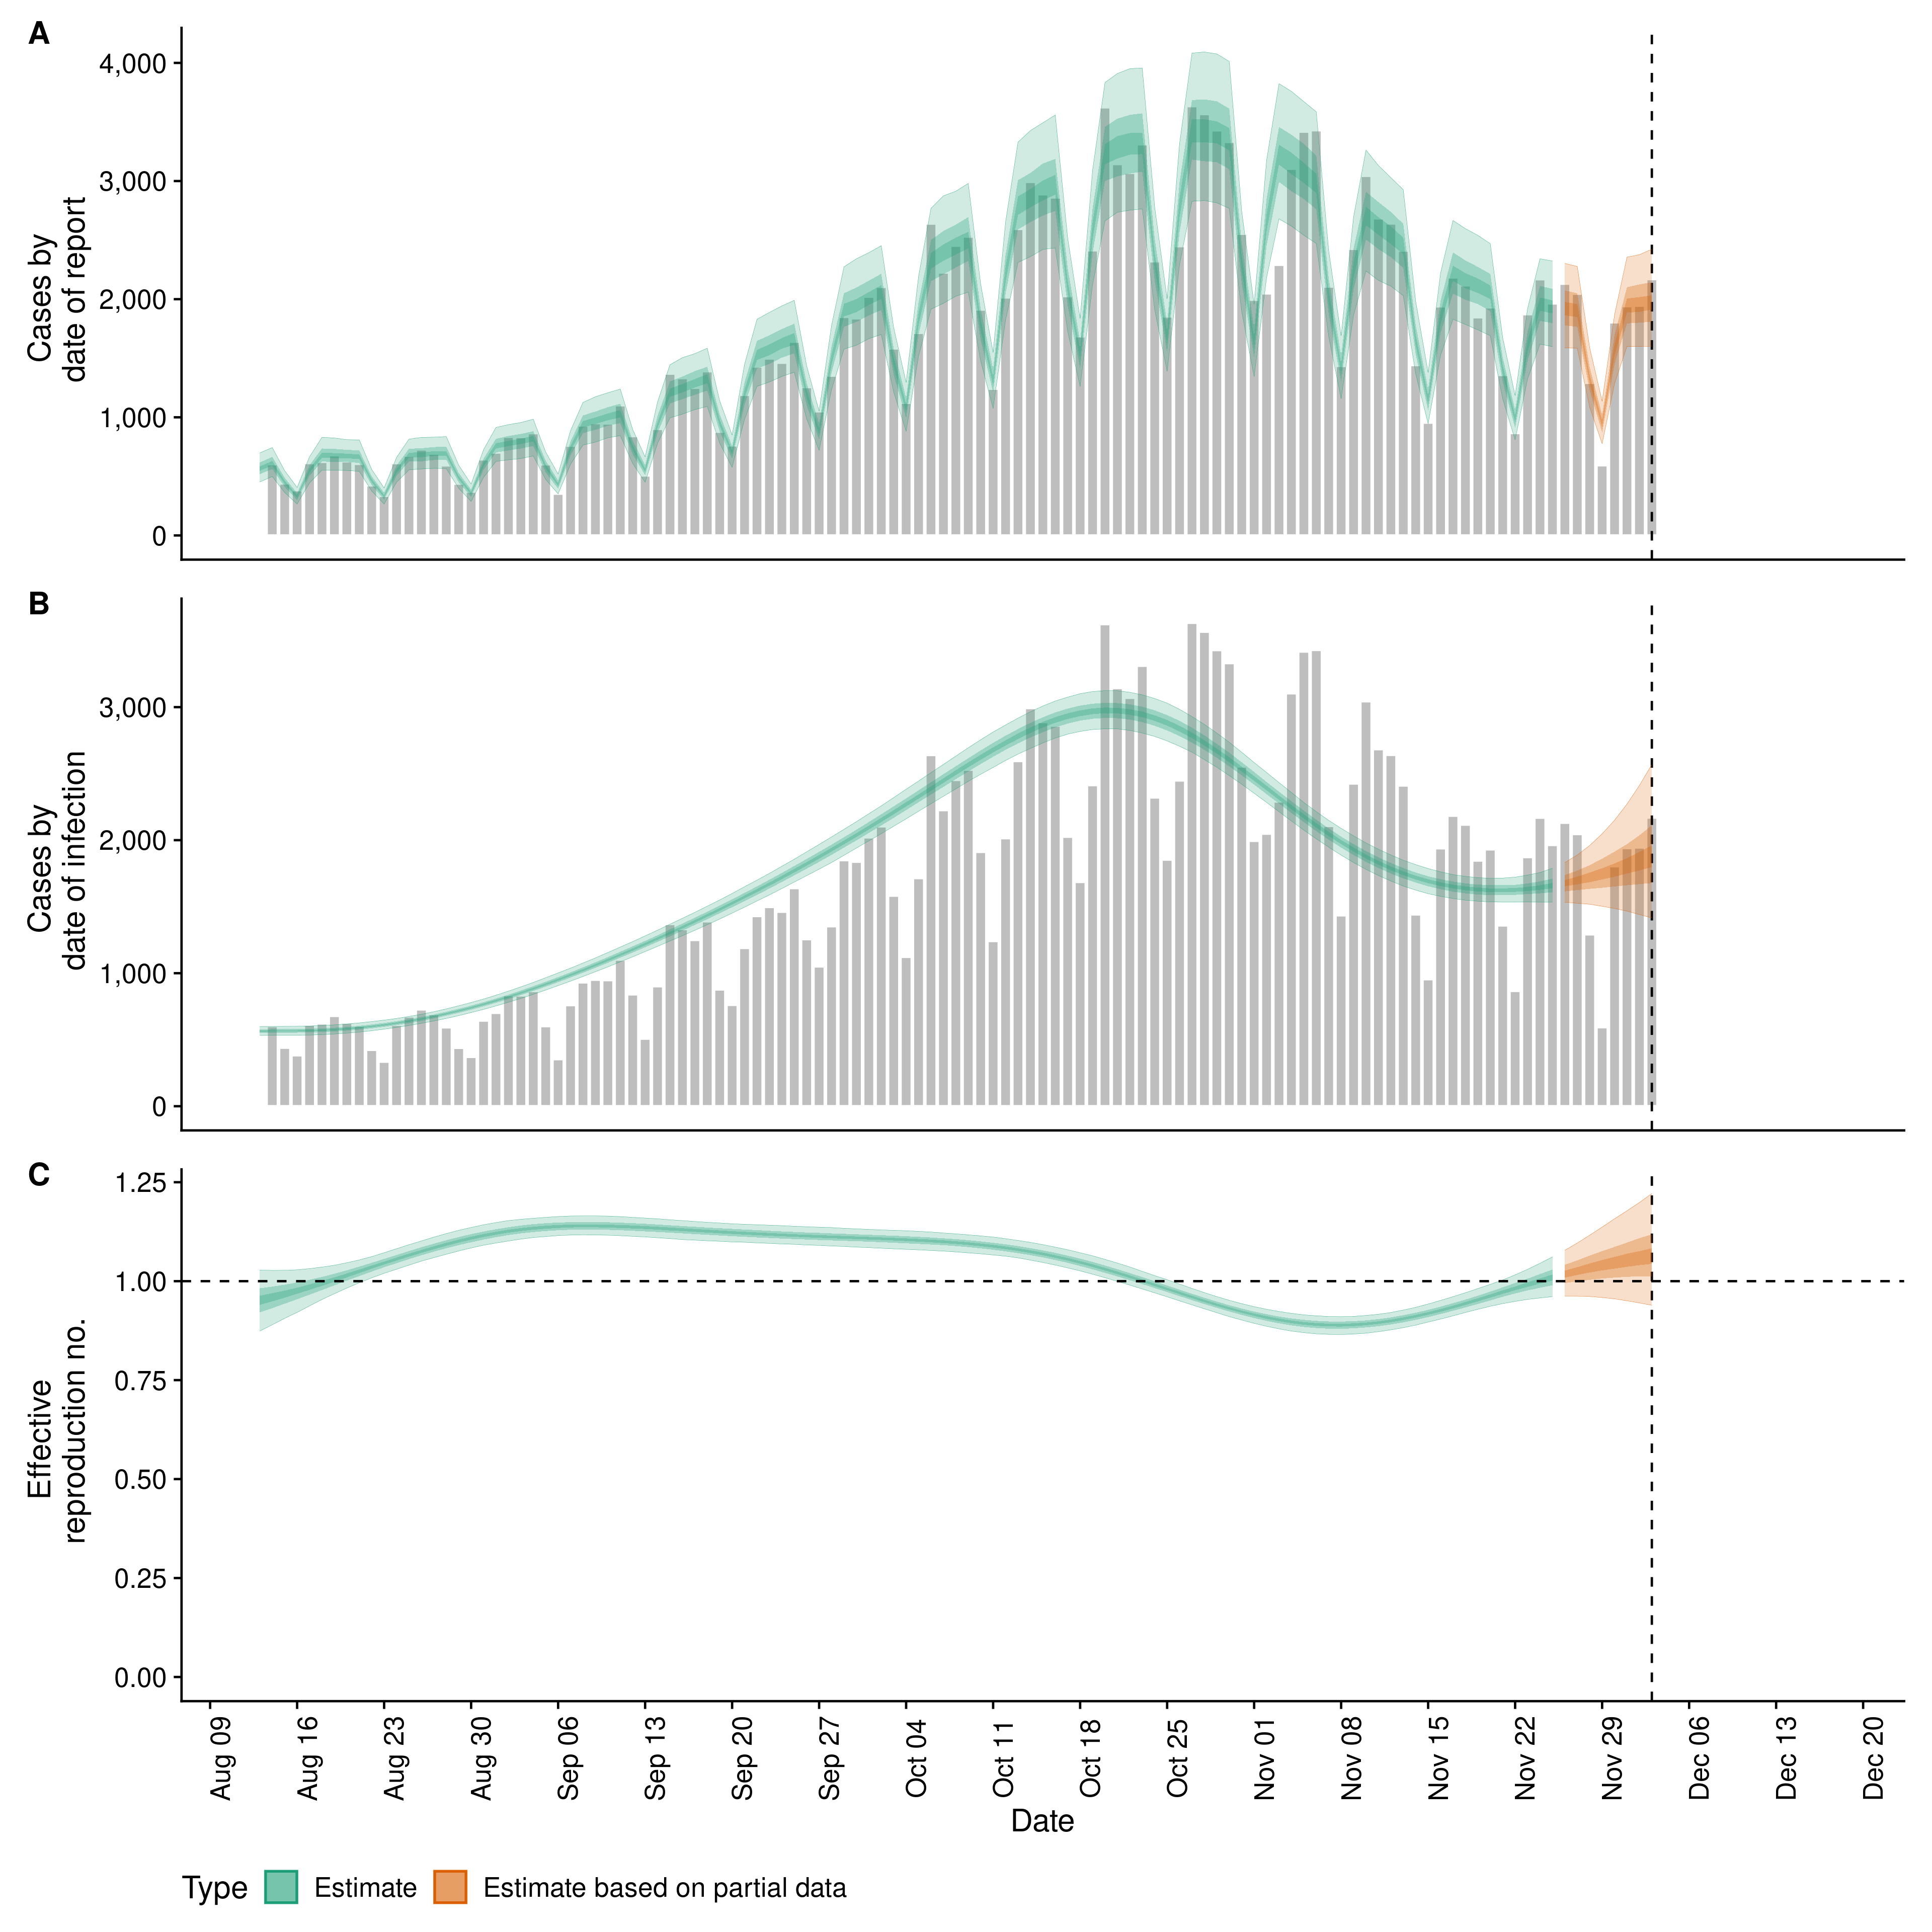 A
Cases by
date of report
4,000
3,000
2,000
1,000
0
B
Cases by
date of infection
3,000
2,000
1,000
0
C
Effective
reproduction no.
1.25
1.00
0.75
0.50
0.25
0.00
Aug 09
Aug 16
Aug 23
Aug 30
Sep 06
Sep 13
Sep 20
Sep 27
Oct 04
Oct 11
Oct 18
Oct 25
Nov 01
Nov 08
Nov 15
Nov 22
Nov 29
Dec 06
Dec 13
Dec 20
Date
Type Estimate Estimate based on partial data